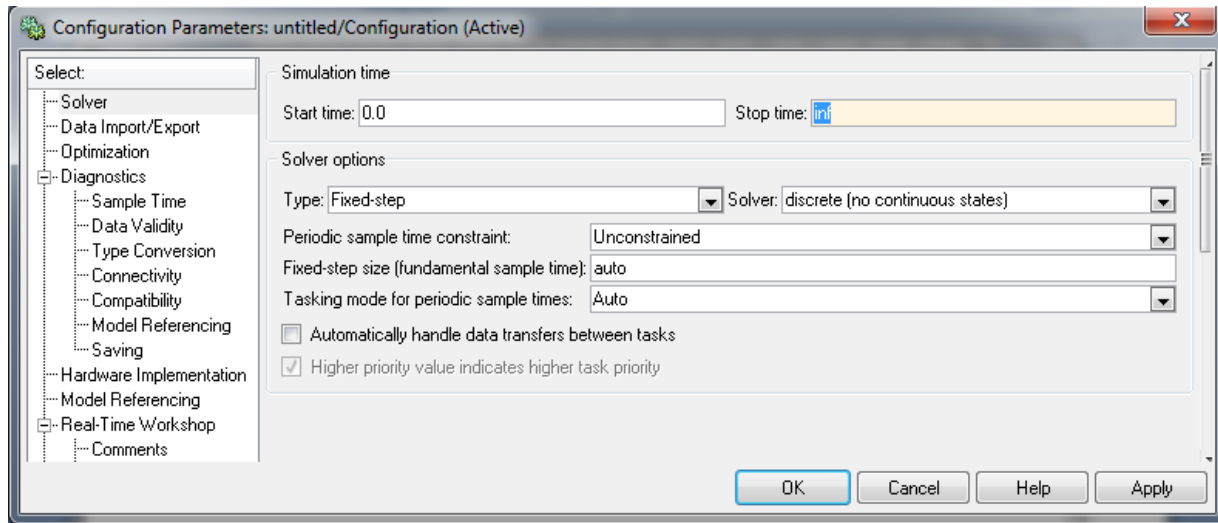 Configuration Parameters: untitled/Configuration (Active)
Select:
Solver
Data Import/Export
Optimization
Diagnostics
Sample Time
Data Validity
Type Conversion
Connectivity
Compatibility
Model Referencing
Saving
Hardware Implementation
Model Referencing
Real-Time Workshop
Comments
Simulation time
Start time: 0.0 Stop time: inf
Solver options
Type: Fixed-step Solver: discrete (no continuous states)
Periodic sample time constraint: Unconstrained
Fixed-step size (fundamental sample time): auto
Tasking mode for periodic sample times: Auto
Automatically handle data transfers between tasks
Higher priority value indicates higher task priority
OK Cancel Help Apply